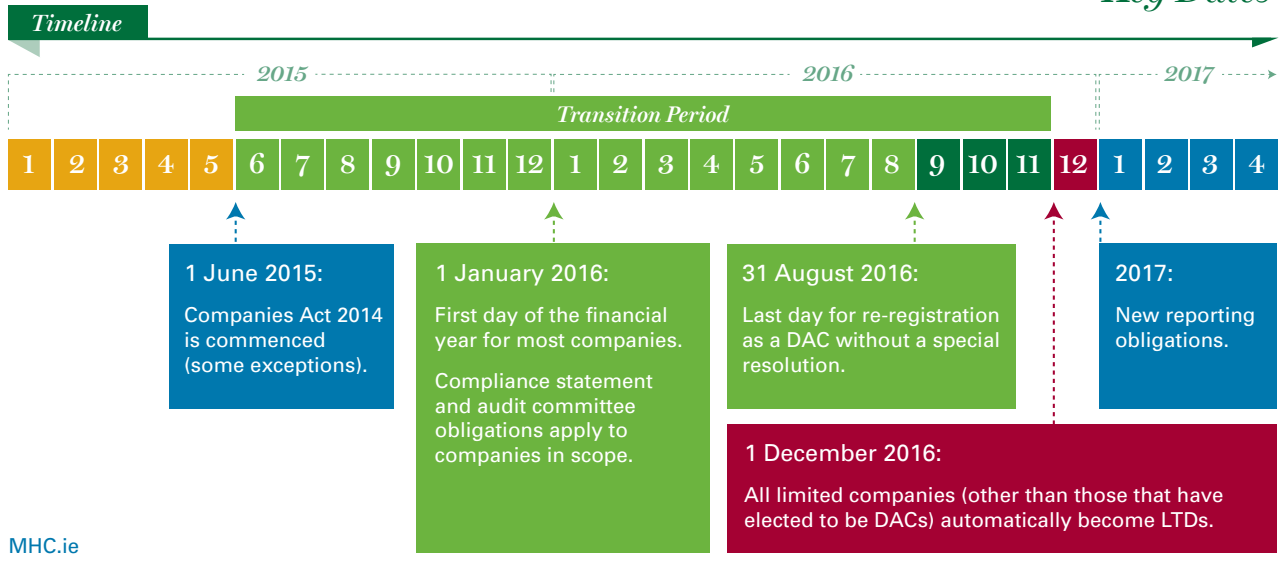 Key Dates
Timeline
2015 2016 2017
Transition Period
1 2 3 4 5 6 7 8 9 10 11 12 1 2 3 4 5 6 7 8 9 10 11 12 1 2 3 4
1 June 2015:
Companies Act 2014
is commenced
(some exceptions).
1 January 2016:
First day of the financial
year for most companies.
Compliance statement
and audit committee
obligations apply to
companies in scope.
31 August 2016:
Last day for re-registration
as a DAC without a special
resolution.
2017:
New reporting
obligations.
1 December 2016:
All limited companies (other than those that have
elected to be DACs) automatically become LTDs.
MHC.ie